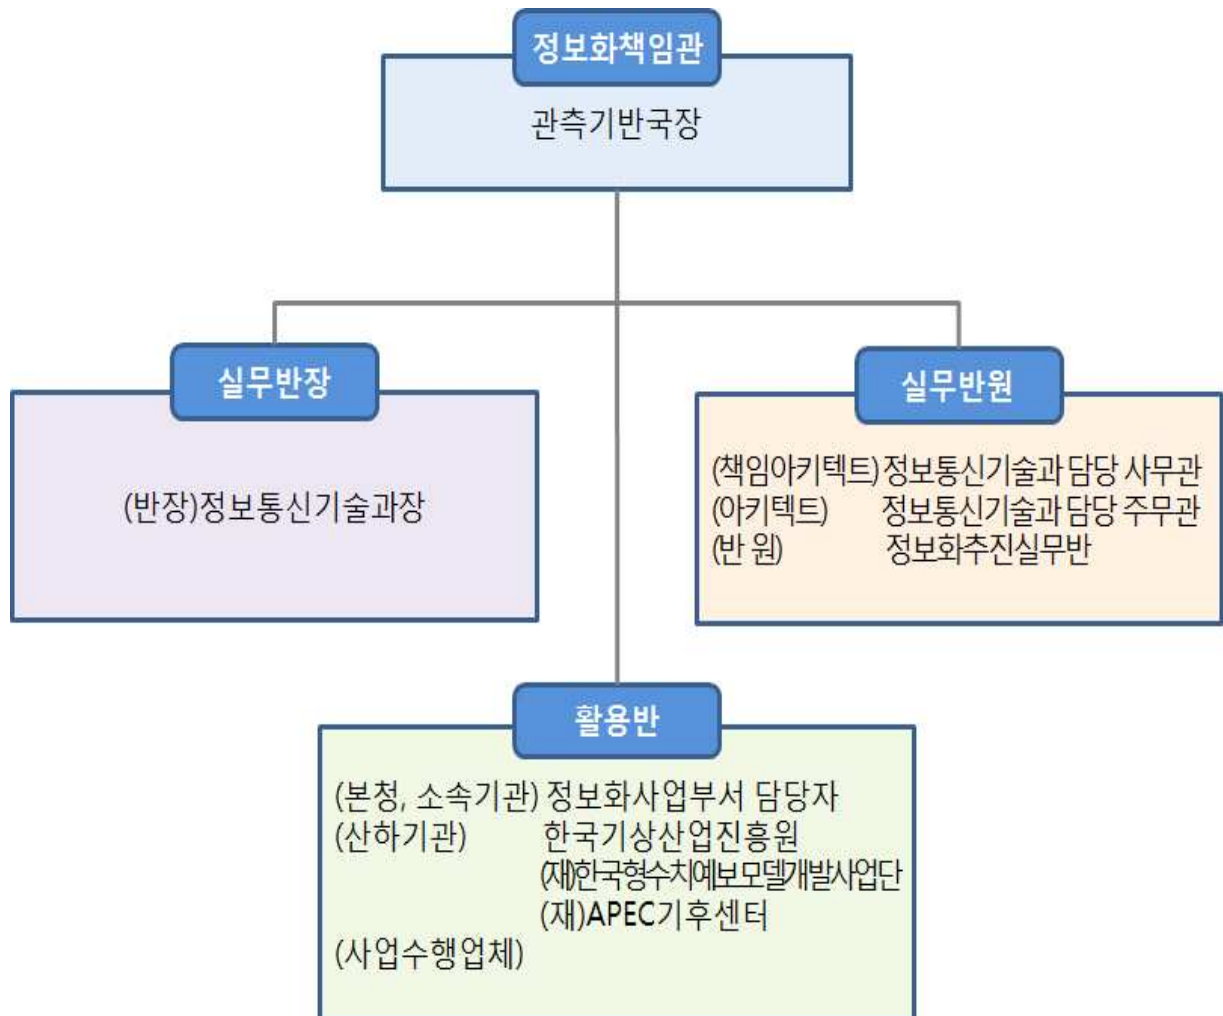 정보화책임관
관측기반국장
실무반장
(반장)정보통신기술과장
실무반원
(책임아키텍트) 정보통신기술과 담당 사무관
(아키텍트) 정보통신기술과 담당 주무관
(반 원) 정보화추진실무반
활용반
(본청, 소속기관) 정보화사업부서 담당자
(산하기관) 한국기상산업진흥원
(재)한국형수치예보모델개발사업단
(재)APEC기후센터
(사업수행업체)